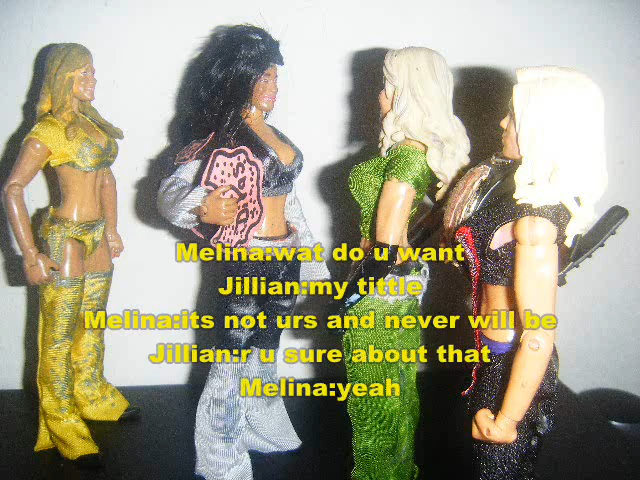 Melina:wat do u want
Jillian:my tittle
Melina:its not urs and never will be
Jillian:r u sure about that
Melina:yeah